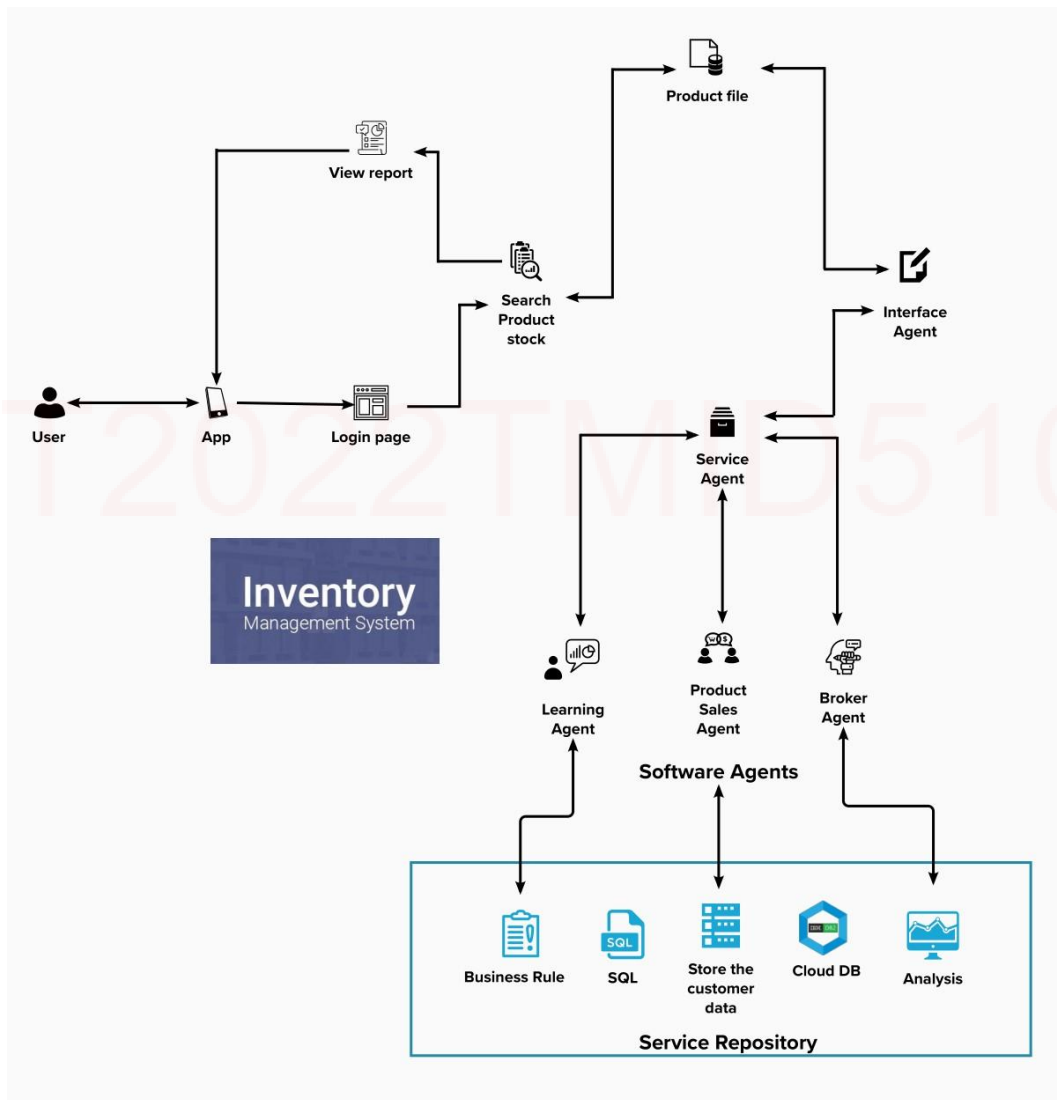 Product file
View report
Search
Product
stock
Interface
Agent
User
App
Login page
Service
Agent
T2022TMID510
Inventory
Management System
Learning
Agent
Product
Sales
Agent
Broker
Agent
Software Agents
Business Rule
SQL
SQL
Store the
customer
data
Cloud DB
Analysis
Service Repository